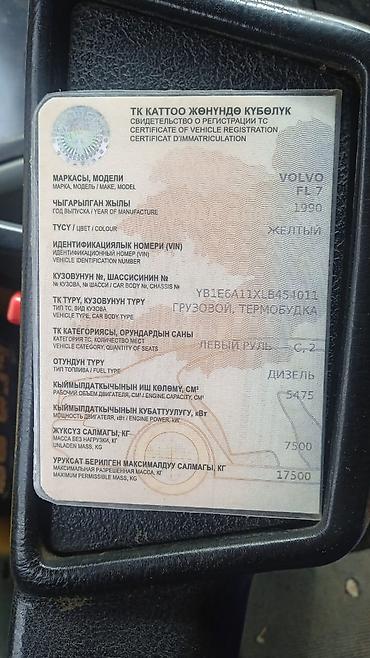 ТК КАТТОО ЖӨНҮНДӨ КҮБӨЛҮК
СВИДЕТЕЛЬСТВО О РЕГИСТРАЦИИ ТС
CERTIFICATE OF VEHICLE REGISTRATION
CERTIFICAT D'IMMATRICULATION
МАРКАСЫ, МОДЕЛИ VOLVO
МАРКА, МОДЕЛЬ / MAKE, MODEL FL 7
ЧЫГАРЫЛГАН ЖЫЛЫ 1990
ГОД ВЫПУСКА / YEAR OF MANUFACTURE
ТҮСҮ / ЦВЕТ / COLOUR ЖЕЛТЫЙ
ИДЕНТИФИКАЦИЯЛЫК НОМЕРИ (VIN)
ИДЕНТИФИКАЦИОННЫЙ НОМЕР (VIN)
VEHICLE IDENTIFICATION NUMBER
КУЗОВУНУН №, ШАССИСИНИН № YB1E6A11XLB454011
№ КУЗОВА, № ШАССИ / CAR BODY №, CHASSIS №
ТК ТҮРҮ, КУЗОВУНУН ТҮРҮ ГРУЗОВОЙ, ТЕРМОБУДКА
ТИП ТС, ВИД КУЗОВА
VEHICLE TYPE, CAR BODY TYPE
ТК КАТЕГОРИЯСЫ, ОРУНДАРДЫН САНЫ
КАТЕГОРИЯ ТС, КОЛИЧЕСТВО МЕСТ ЛЕВЫЙ РУЛЬ — C, 2
VEHICLE CATEGORY, QUANTITY OF SEATS
ОТУНДУН ТҮРҮ
ТИП ТОПЛИВА / FUEL TYPE ДИЗЕЛЬ
КЫЙМЫЛДАТКЫЧЫНЫН ИШ КӨЛӨМҮ, СМ³
РАБОЧИЙ ОБЪЕМ ДВИГАТЕЛЯ, СМ³ / ENGINE CAPACITY, CM³ 5475
КЫЙМЫЛДАТКЫЧЫНЫН КУБАТТУУЛУГУ, кВт
МОЩНОСТЬ ДВИГАТЕЛЯ, кВт / ENGINE POWER, kW
ЖҮКСҮЗ САЛМАГЫ, КГ
МАССА БЕЗ НАГРУЗКИ, КГ 7500
UNLADEN MASS, KG
УРУКСАТ БЕРИЛГЕН МАКСИМАЛДУУ САЛМАГЫ, КГ
МАКСИМАЛЬНАЯ РАЗРЕШЕННАЯ МАССА, КГ 17500
MAXIMUM PERMISSIBLE MASS, KG